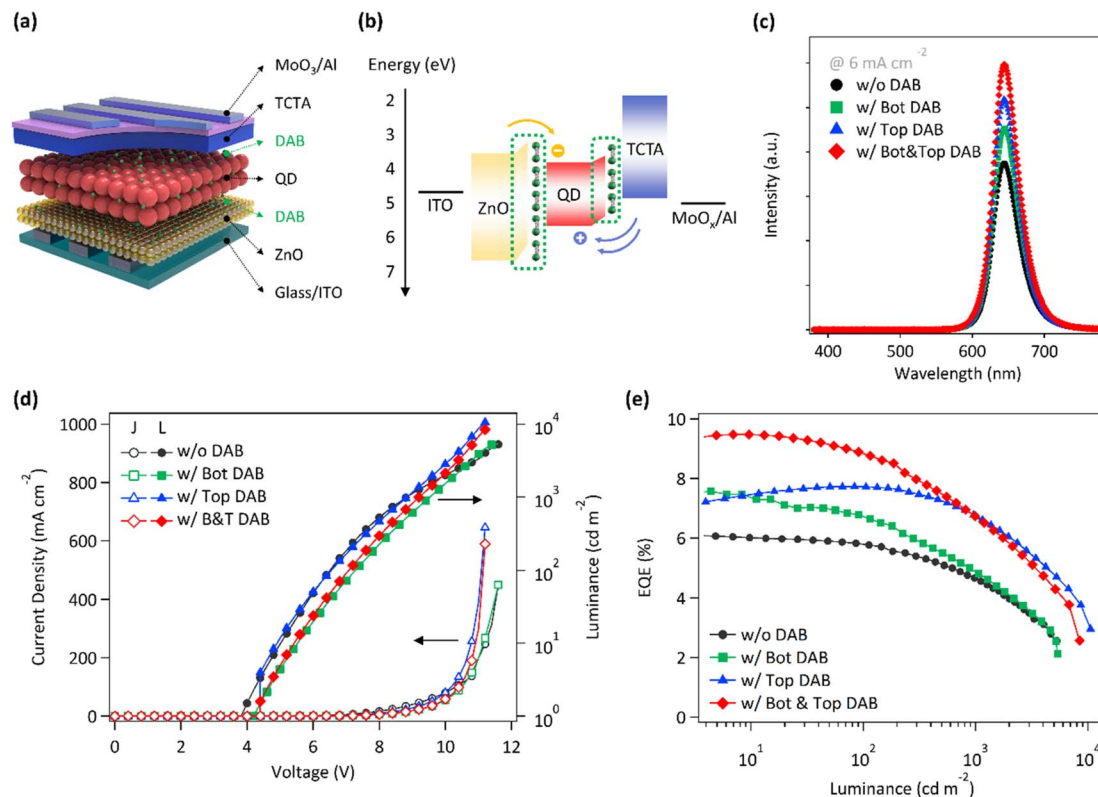 (a)
MoO₃/Al
TCTA
DAB
QD
DAB
ZnO
Glass/ITO
(b)
Energy (eV)
2
3
4
5
6
7
ITO
ZnO
−
QD
+
TCTA
MoOₓ/Al
(c)
@ 6 mA cm⁻²
w/o DAB
w/ Bot DAB
w/ Top DAB
w/ Bot&Top DAB
Intensity (a.u.)
400 500 600 700
Wavelength (nm)
(d)
J L
w/o DAB
w/ Bot DAB
w/ Top DAB
w/ B&T DAB
Current Density (mA cm⁻²)
1000
800
600
400
200
0
0 2 4 6 8 10 12
Voltage (V)
10⁴
10³
10²
10¹
10⁰
Luminance (cd m⁻²)
(e)
EQE (%)
10
8
6
4
2
0
w/o DAB
w/ Bot DAB
w/ Top DAB
w/ Bot & Top DAB
10¹ 10² 10³ 10⁴
Luminance (cd m⁻²)